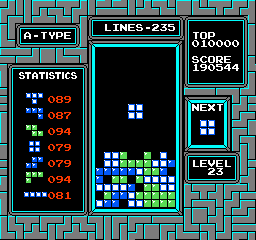 LINES-235
A-TYPE
TOP
010000
SCORE
190544
STATISTICS
089
087
094
079
079
094
081
NEXT
LEVEL
23